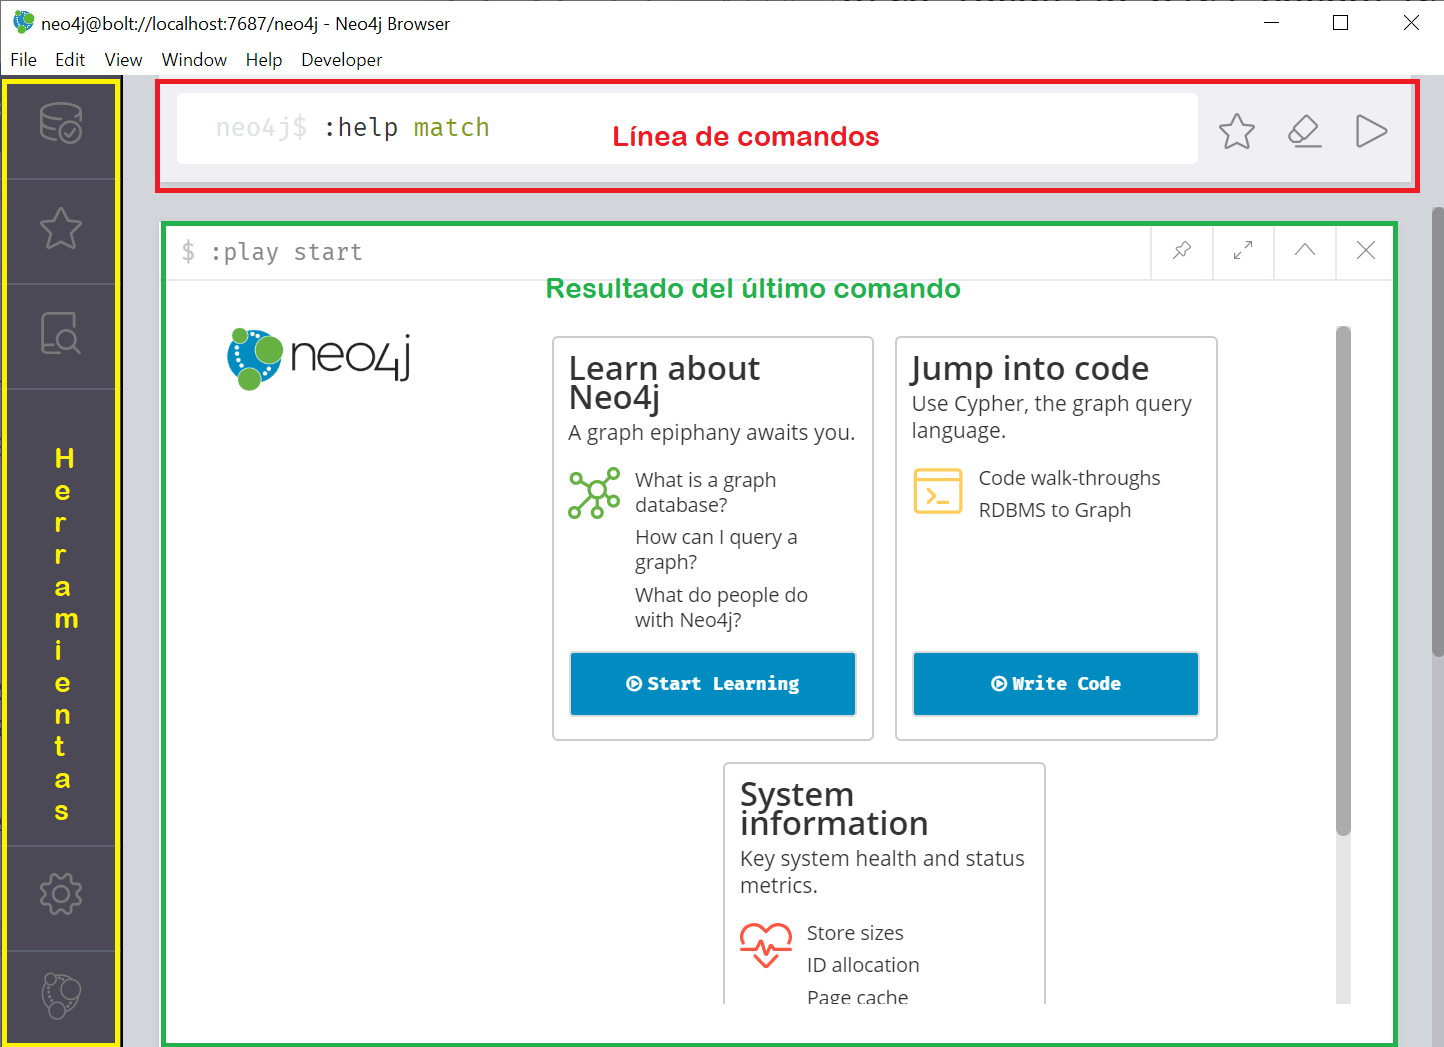 neo4j@bolt://localhost:7687/neo4j - Neo4j Browser
File Edit View Window Help Developer
neo4j$ :help match
Línea de comandos
$ :play start
Resultado del último comando
neo4j
Learn about
Neo4j
A graph epiphany awaits you.
What is a graph
database?
How can I query a
graph?
What do people do
with Neo4j?
Start Learning
Jump into code
Use Cypher, the graph query
language.
Code walk-throughs
RDBMS to Graph
Write Code
System
information
Key system health and status
metrics.
Store sizes
ID allocation
Page cache
Herramientas